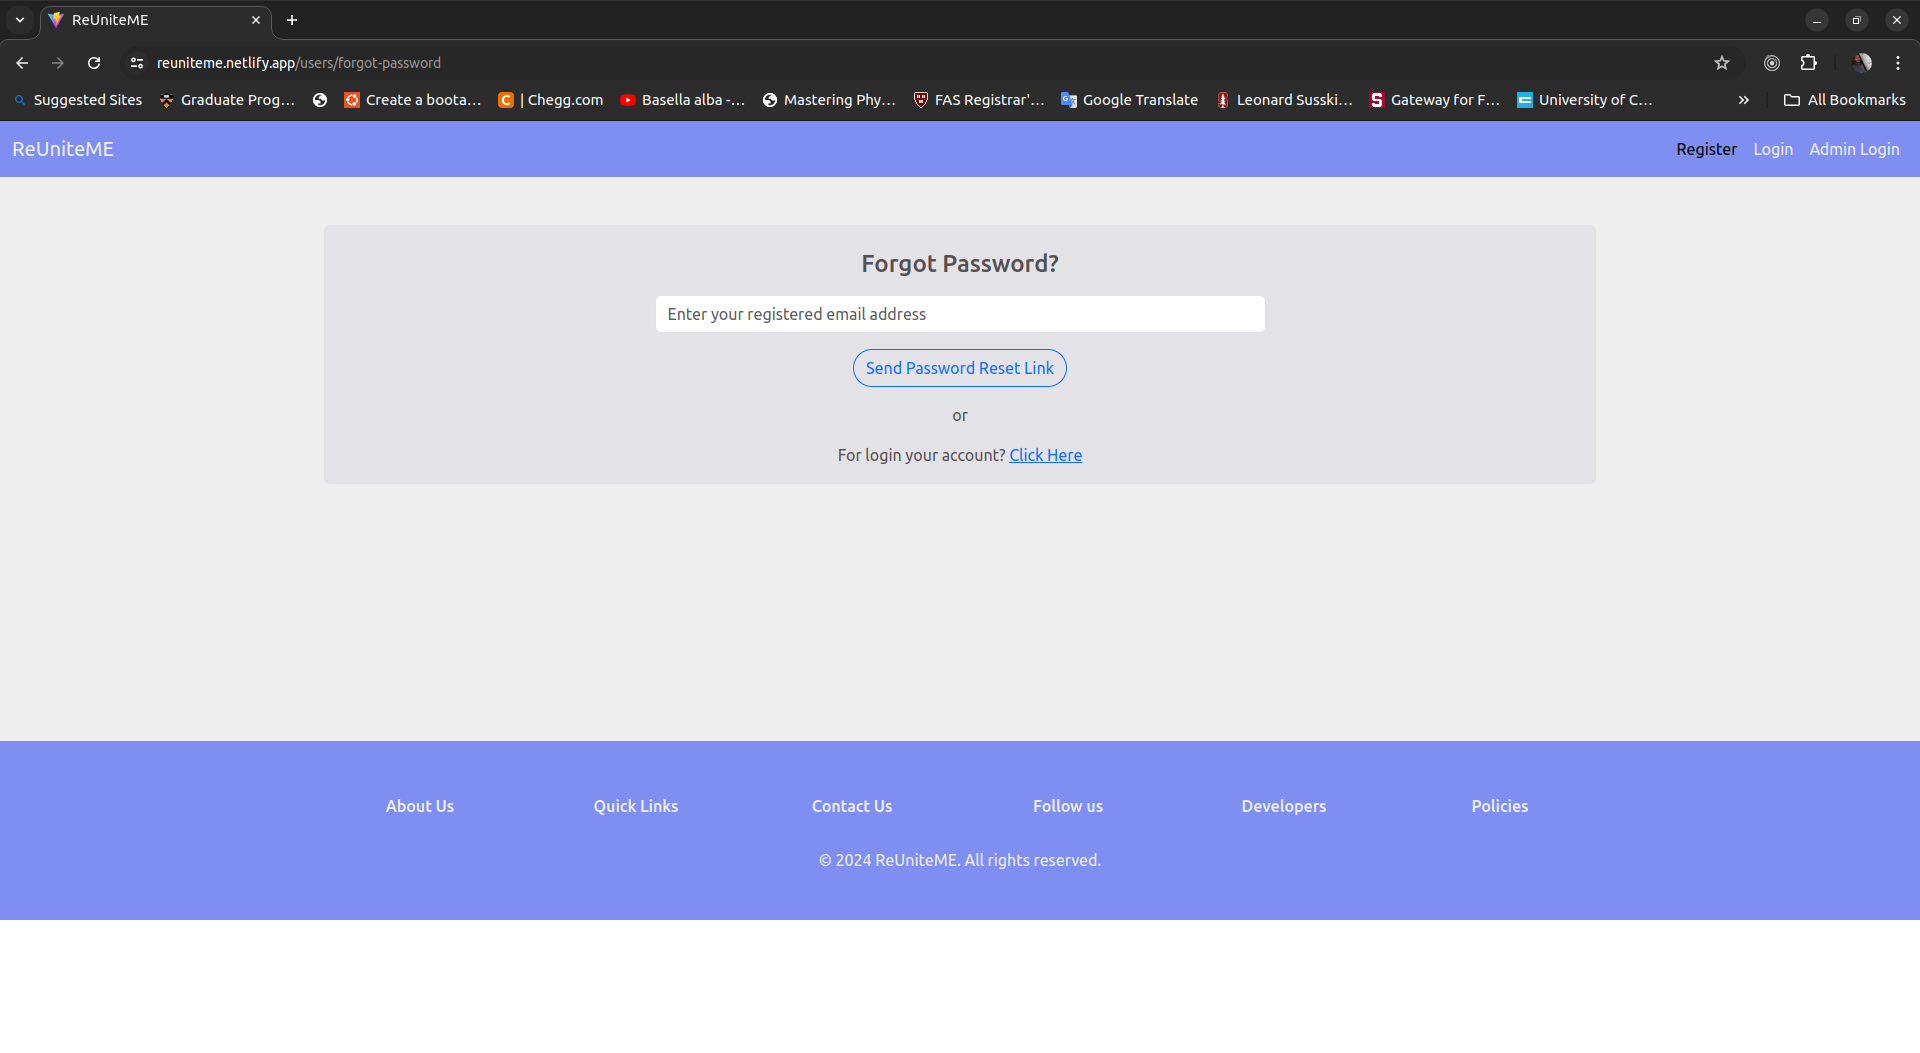 ReUniteME
reuniteme.netlify.app/users/forgot-password
Suggested Sites Graduate Prog... Create a boota... | Chegg.com Basella alba -... Mastering Phy... FAS Registrar'... Google Translate Leonard Susski... Gateway for F... University of C... All Bookmarks
ReUniteME Register Login Admin Login
Forgot Password?
Enter your registered email address
Send Password Reset Link
or
For login your account? Click Here
About Us Quick Links Contact Us Follow us Developers Policies
© 2024 ReUniteME. All rights reserved.